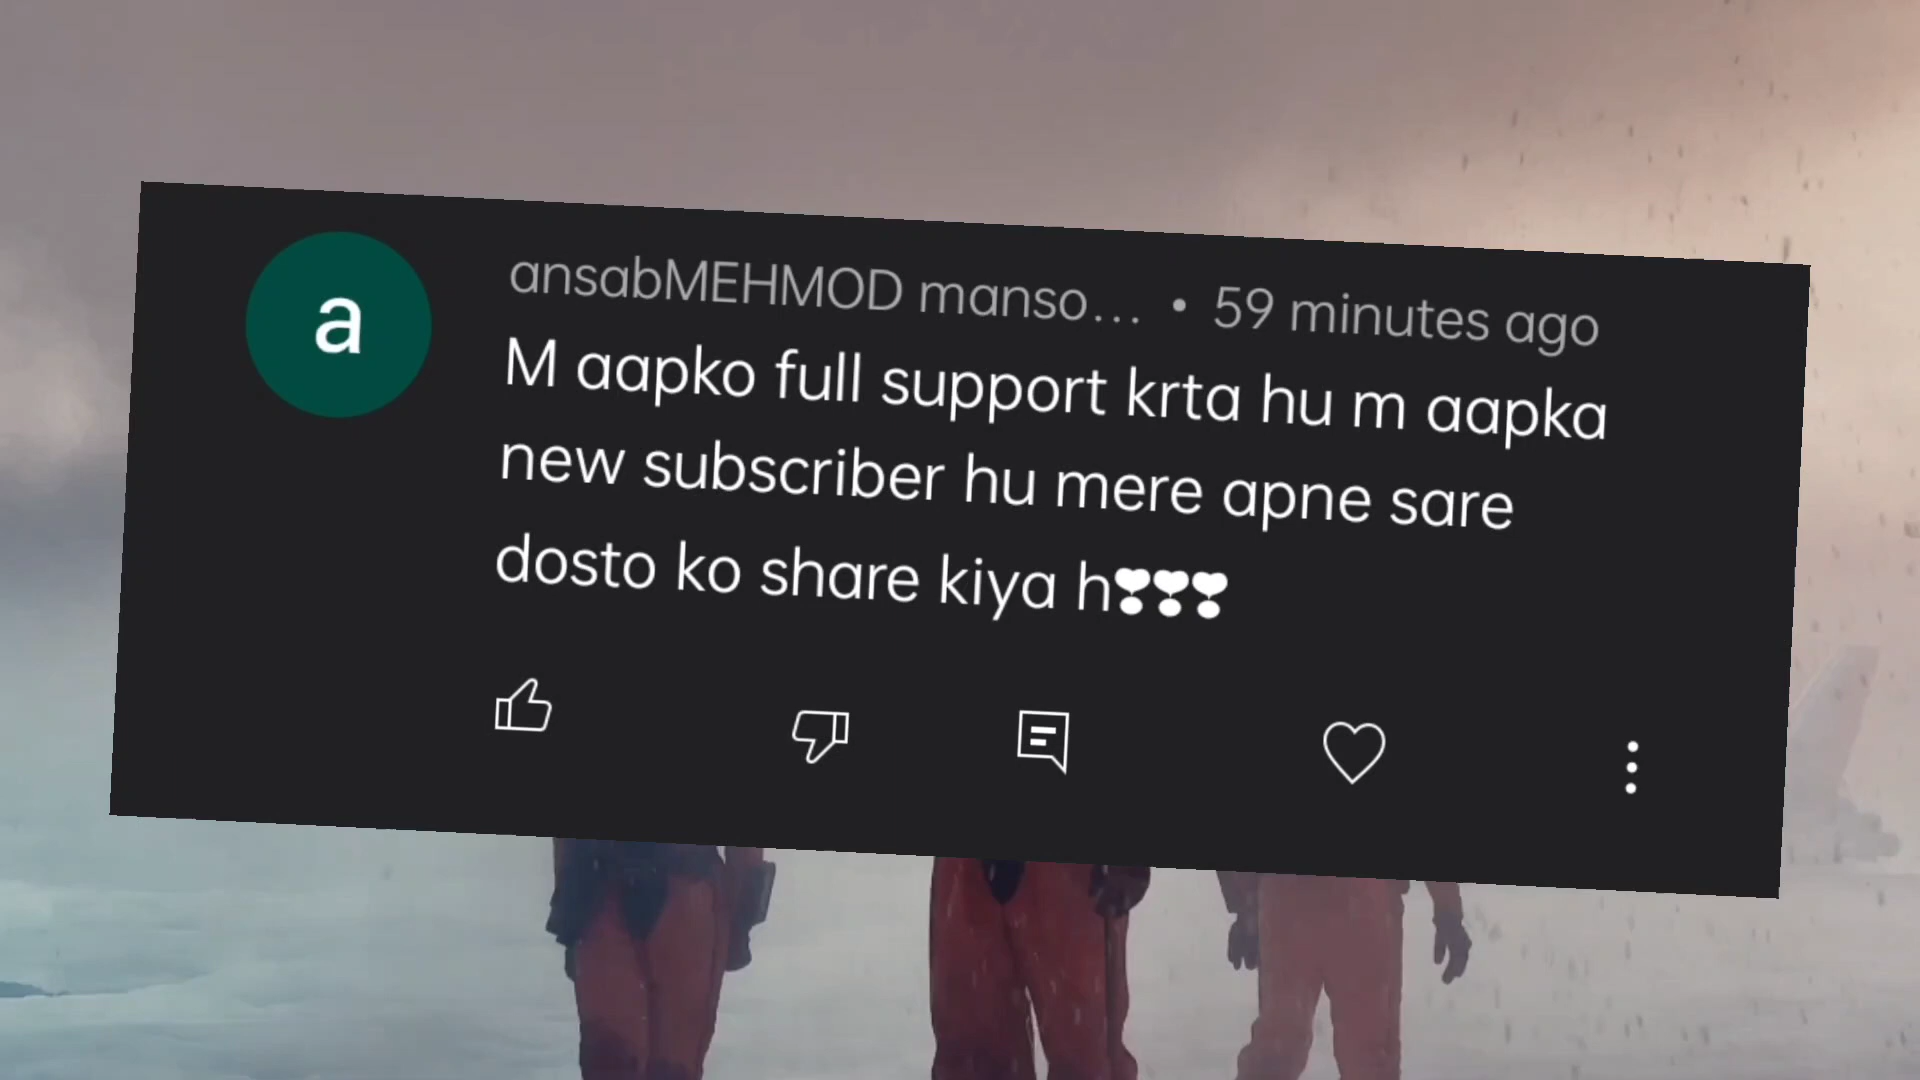 a
ansabMEHMOD manso... • 59 minutes ago
M aapko full support krta hu m aapka
new subscriber hu mere apne sare
dosto ko share kiya h❣❣❣